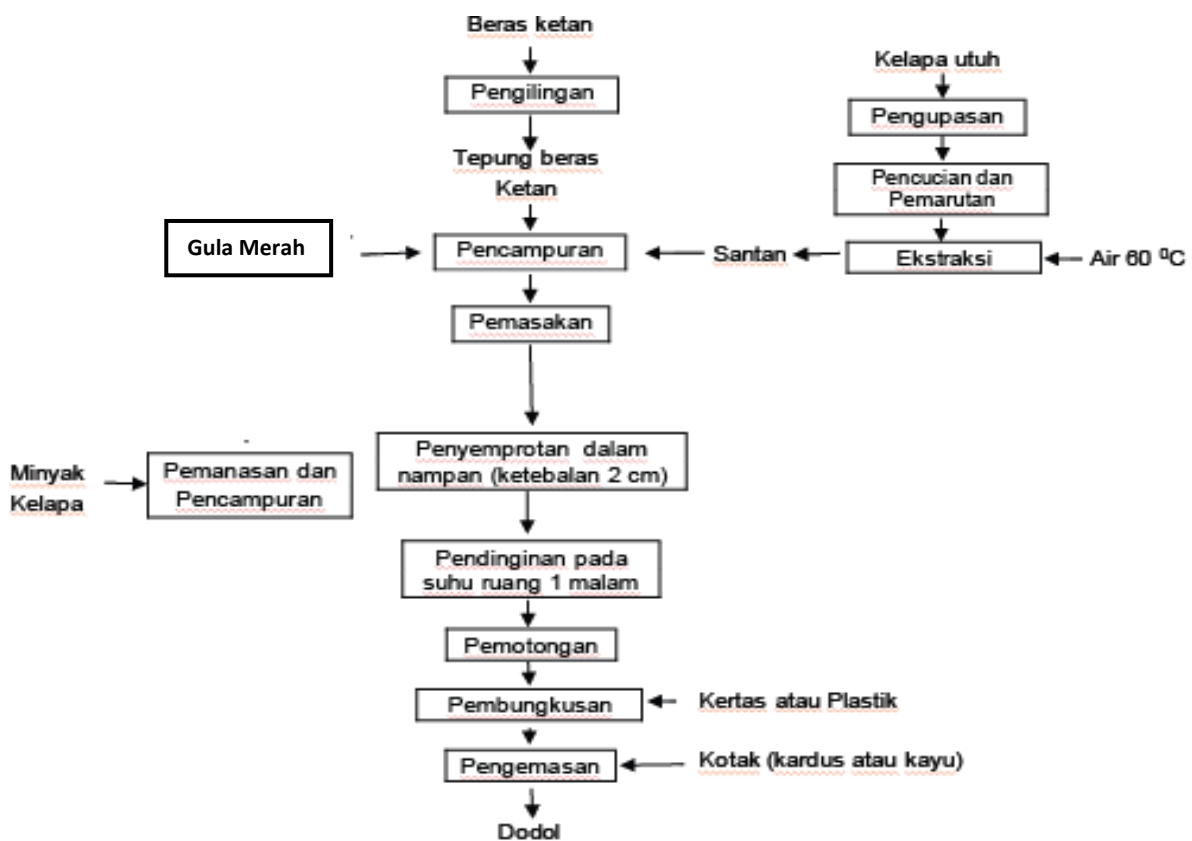 Beras ketan
Kelapa utuh
Pengilingan
Pengupasan
Tepung beras
Ketan
Pencucian dan
Pemarutan
Gula Merah
Pencampuran
Santan
Ekstraksi
Air 60 ⁰C
Pemasakan
Minyak
Kelapa
Pemanasan dan
Pencampuran
Penyemprotan dalam
nampan (ketebalan 2 cm)
Pendinginan pada
suhu ruang 1 malam
Pemotongan
Pembungkusan
Kertas atau Plastik
Pengemasan
Kotak (kardus atau kayu)
Dodol